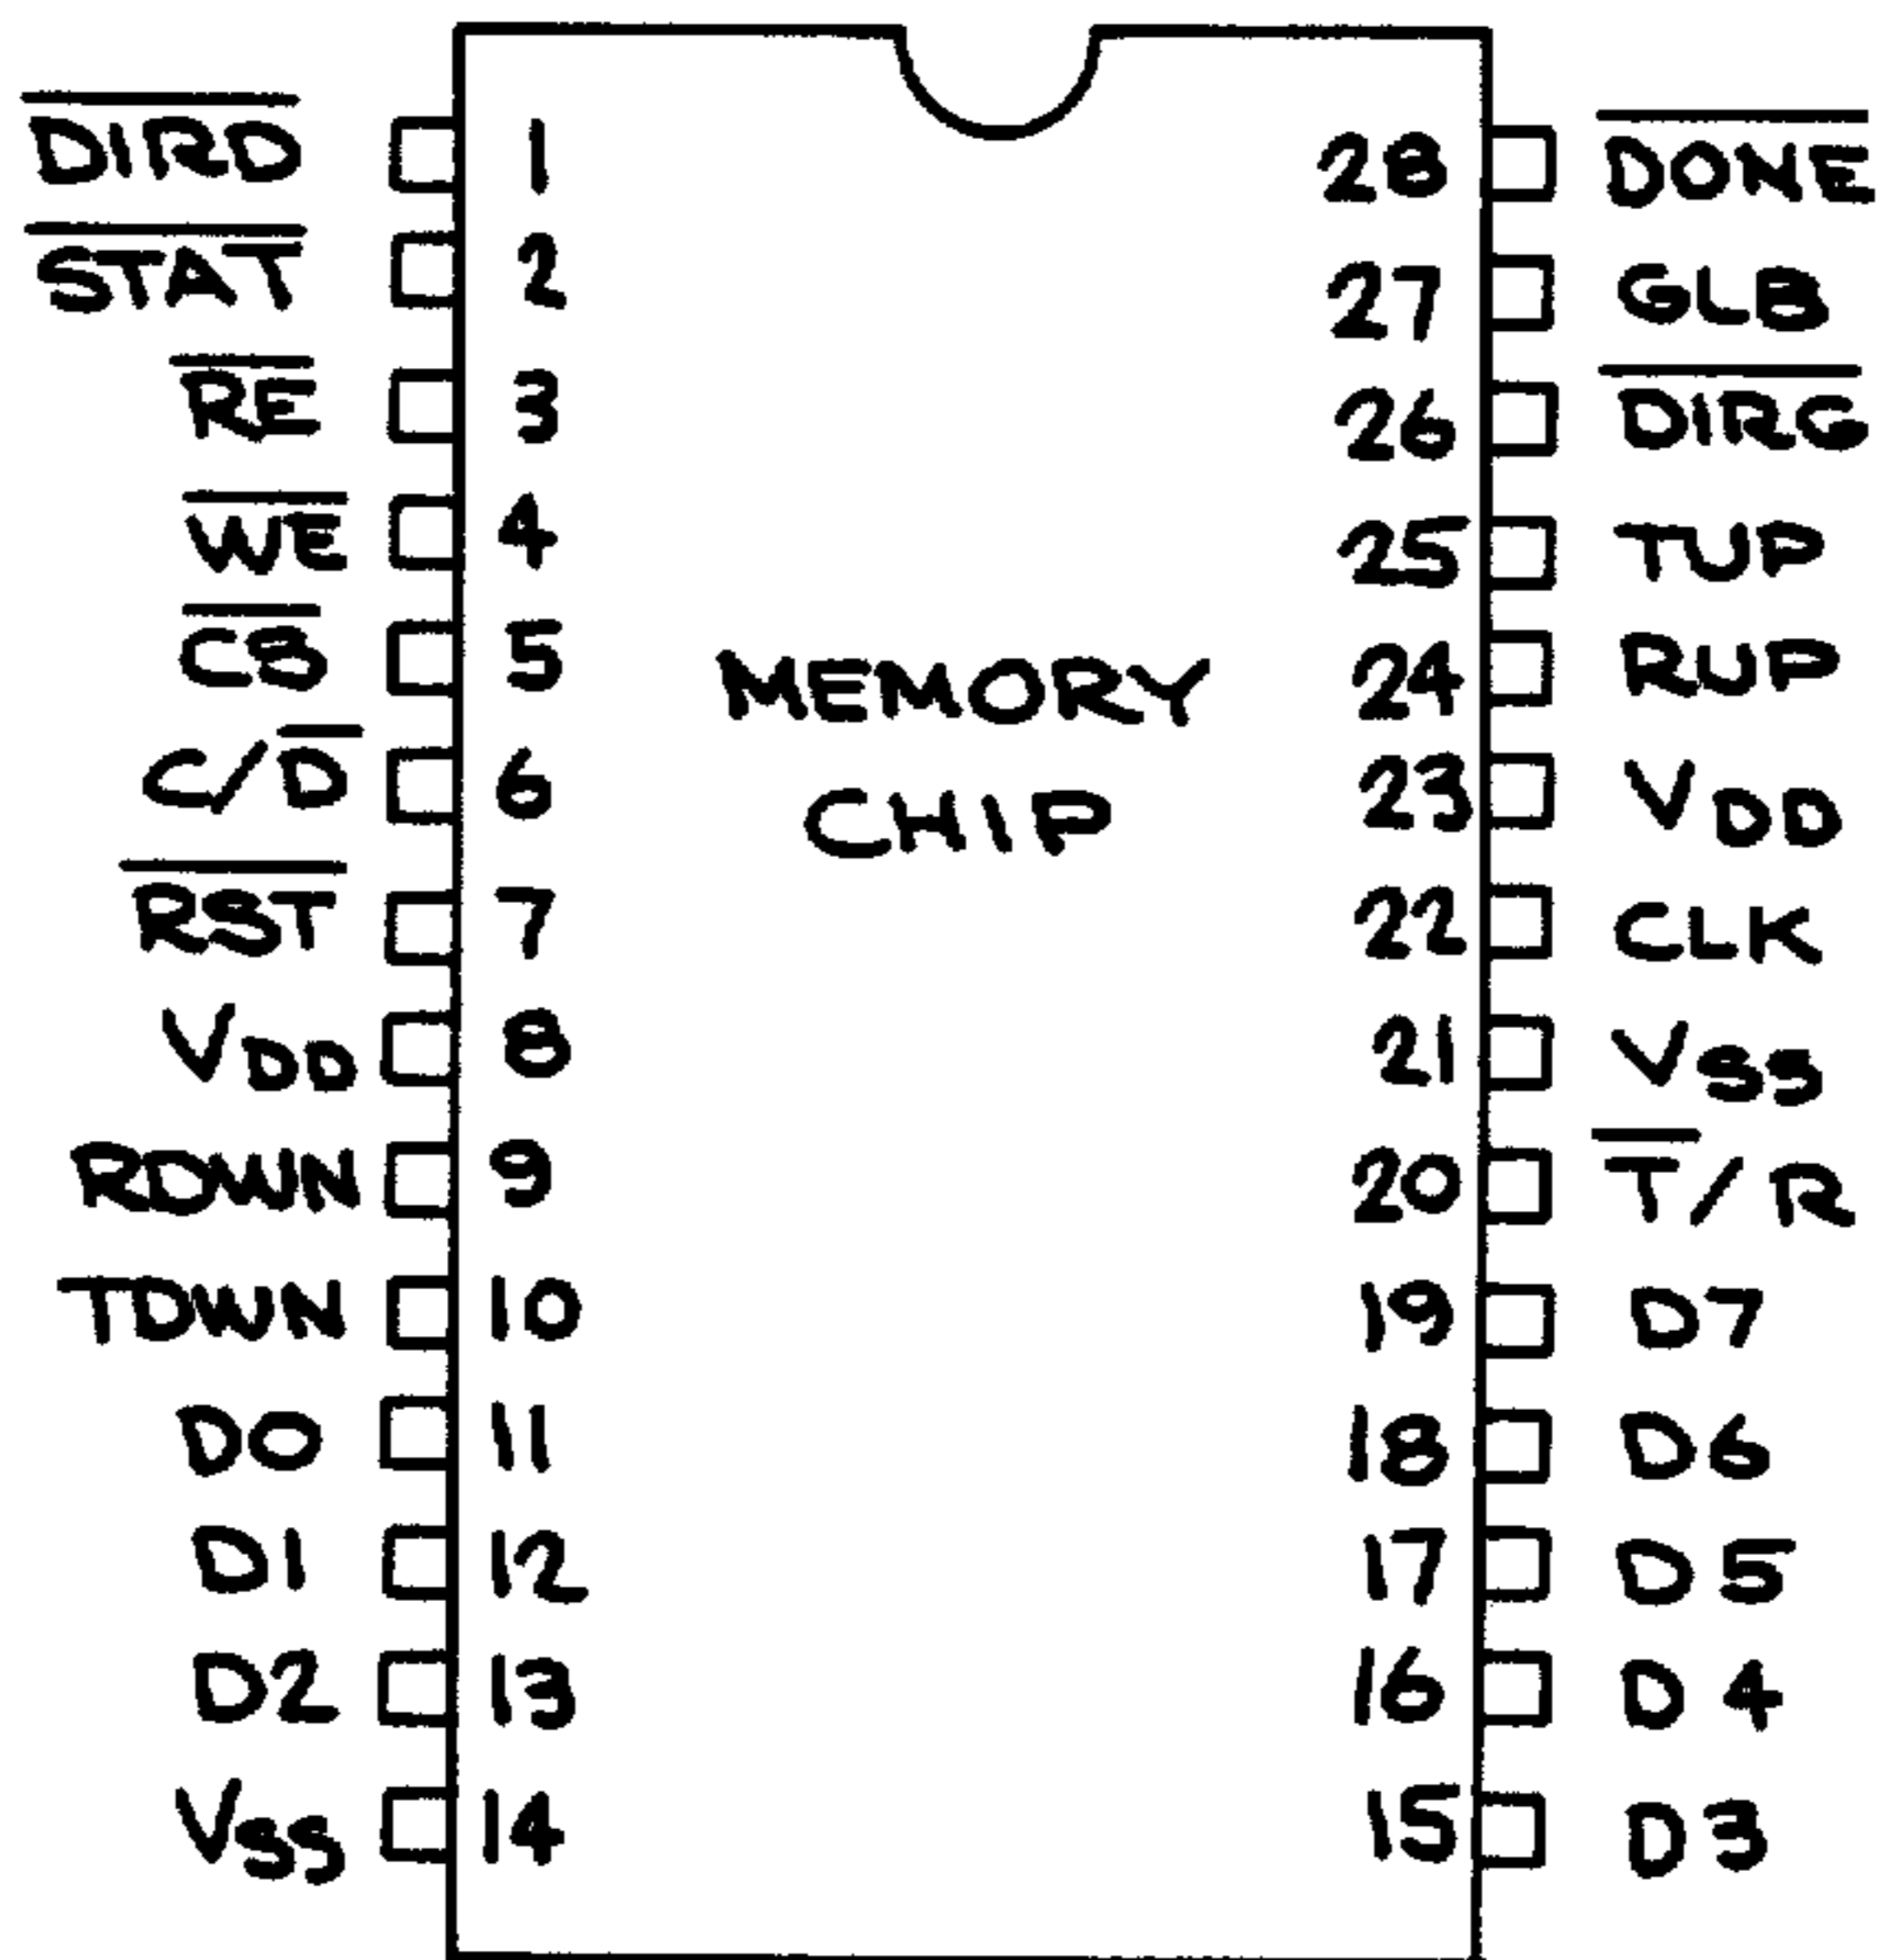 DIRD 1 28 DONE
STAT 2 27 GLB
RE 3 26 DIRG
WE 4 25 TUP
CS 5 MEMORY 24 RUP
C/D 6 CHIP 23 VDD
RST 7 22 CLK
VDD 8 21 VSS
RDWN 9 20 T/R
TDWN 10 19 D7
D0 11 18 D6
D1 12 17 D5
D2 13 16 D4
VSS 14 15 D3